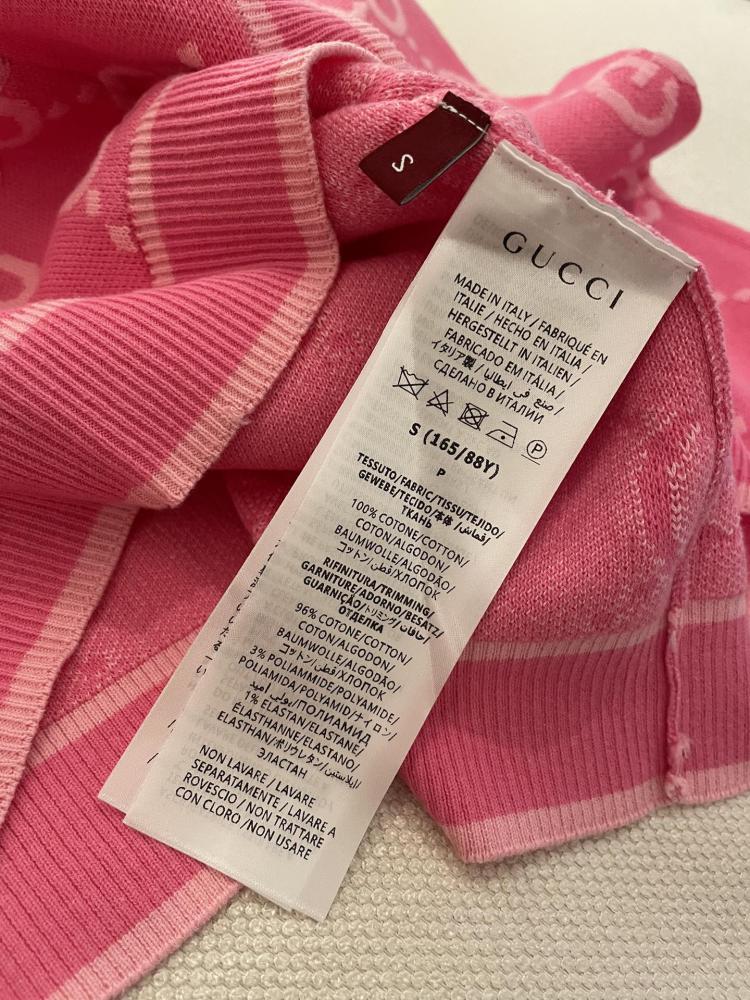 S
GUCCI
MADE IN ITALY / FABRIQUÉ EN
ITALIE / HECHO EN ITALIA /
HERGESTELLT IN ITALIEN /
FABRICADO EM ITÁLIA /
イタリア製 / صنع في ايطاليا /
СДЕЛАНО В ИТАЛИИ
P
S (165/88Y)
P
TESSUTO/FABRIC/TISSU/TEJIDO/
GEWEBE/TECIDO/本体 /قماش/
ТКАНЬ
100% COTONE/COTTON/
COTON/ALGODON/
BAUMWOLLE/ALGODÃO/
コットン/قطن/ХЛОПОК
RIFINITURA/TRIMMING/
GARNITURE/ADORNO/BESATZ/
GUARNIÇÃO/トリミング/
ОТДЕЛКА
96% COTONE/COTTON/
COTON/ALGODON/
BAUMWOLLE/ALGODÃO/
コットン/قطن/ХЛОПОК
3% POLIAMMIDE/POLYAMIDE/
POLIAMIDA/POLYAMID/ナイロン/
بولي اميد/ПОЛИАМИД
1% ELASTAN/ELASTANE/
ÉLASTHANNE/ELASTANO/
ELASTHAN/ポリウレタン/
ЭЛАСТАН
NON LAVARE / LAVARE
SEPARATAMENTE / LAVARE A
ROVESCIO / NON TRATTARE
CON CLORO /NON USARE